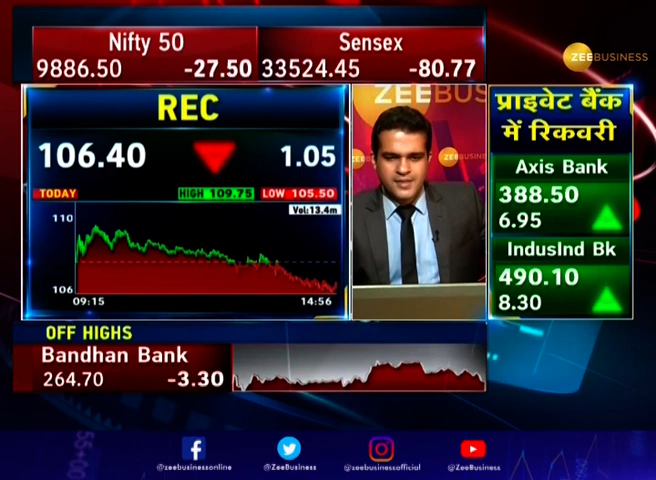 Nifty 50
9886.50 -27.50
Sensex
33524.45 -80.77
ZEEBUSINESS
REC
106.40 1.05
TODAY HIGH 109.75 LOW 105.50
Vol:13.4m
110
106
09:15 14:56
ZEEBUS
ZEEBUSINESS
प्राइवेट बैंक
में रिकवरी
Axis Bank
388.50
6.95
IndusInd Bk
490.10
8.30
OFF HIGHS
Bandhan Bank
264.70 -3.30
@zeebusinessonline @ZeeBusiness @zeebusinessofficial @ZeeBusiness